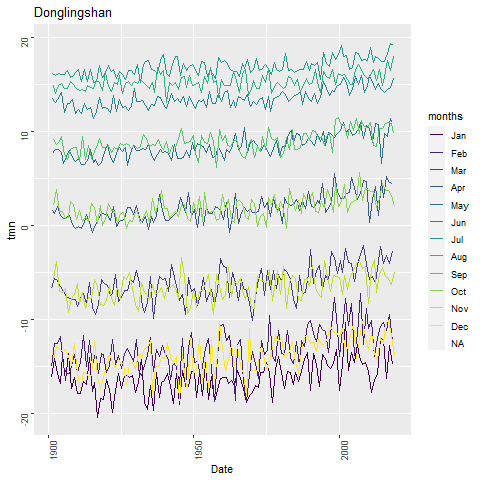 Donglingshan
20
10
0
-10
-20
tmn
1900
1950
2000
Date
months
Jan
Feb
Mar
Apr
May
Jun
Jul
Aug
Sep
Oct
Nov
Dec
NA